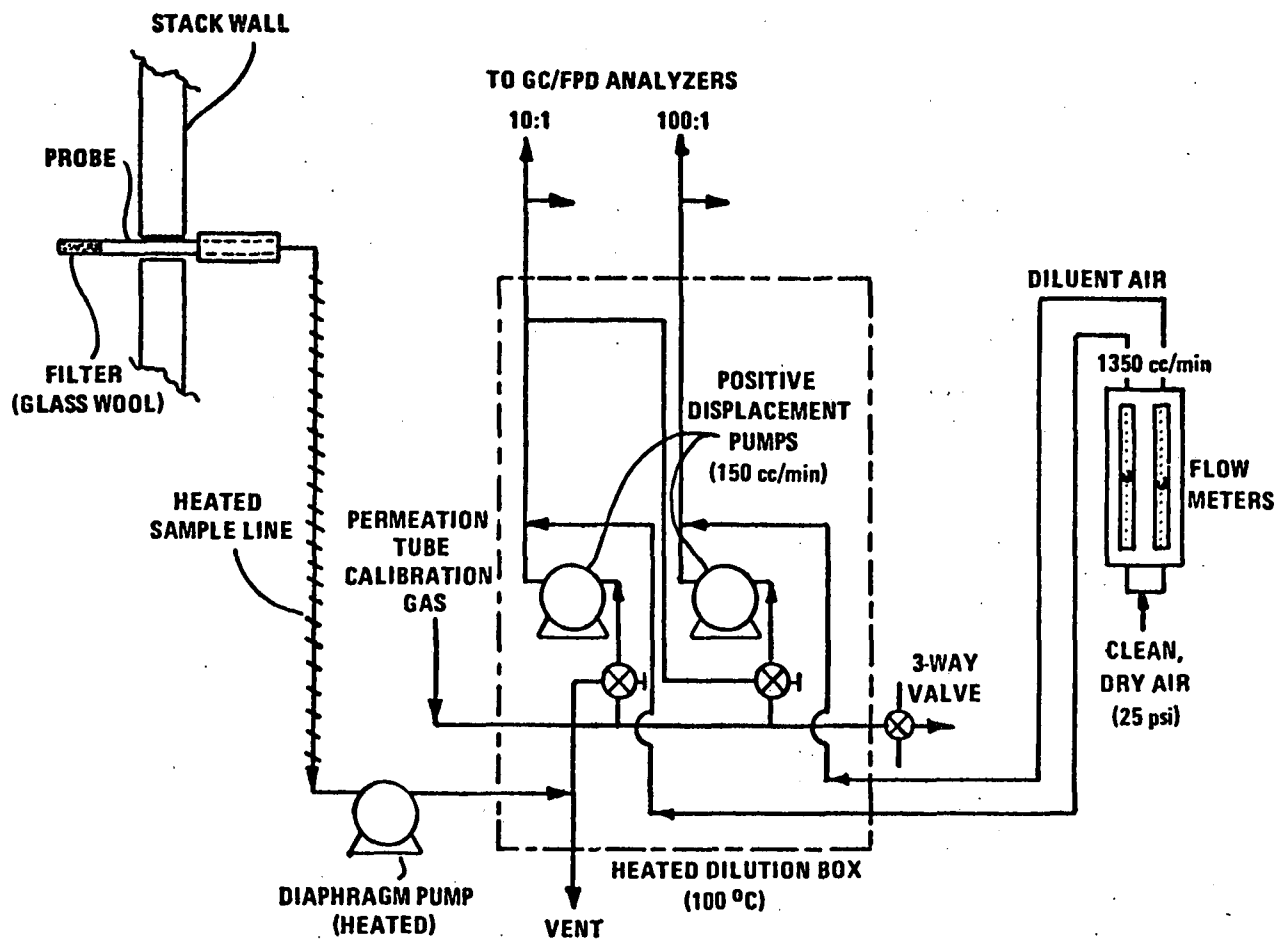 STACK WALL
TO GC/FPD ANALYZERS
10:1
100:1
PROBE
DILUENT AIR
1350 cc/min
FILTER
(GLASS WOOL)
POSITIVE
DISPLACEMENT
PUMPS
(150 cc/min)
FLOW
METERS
HEATED
SAMPLE LINE
PERMEATION
TUBE
CALIBRATION
GAS
3-WAY
VALVE
CLEAN,
DRY AIR
(25 psi)
HEATED DILUTION BOX
(100 °C)
DIAPHRAGM PUMP
(HEATED)
VENT